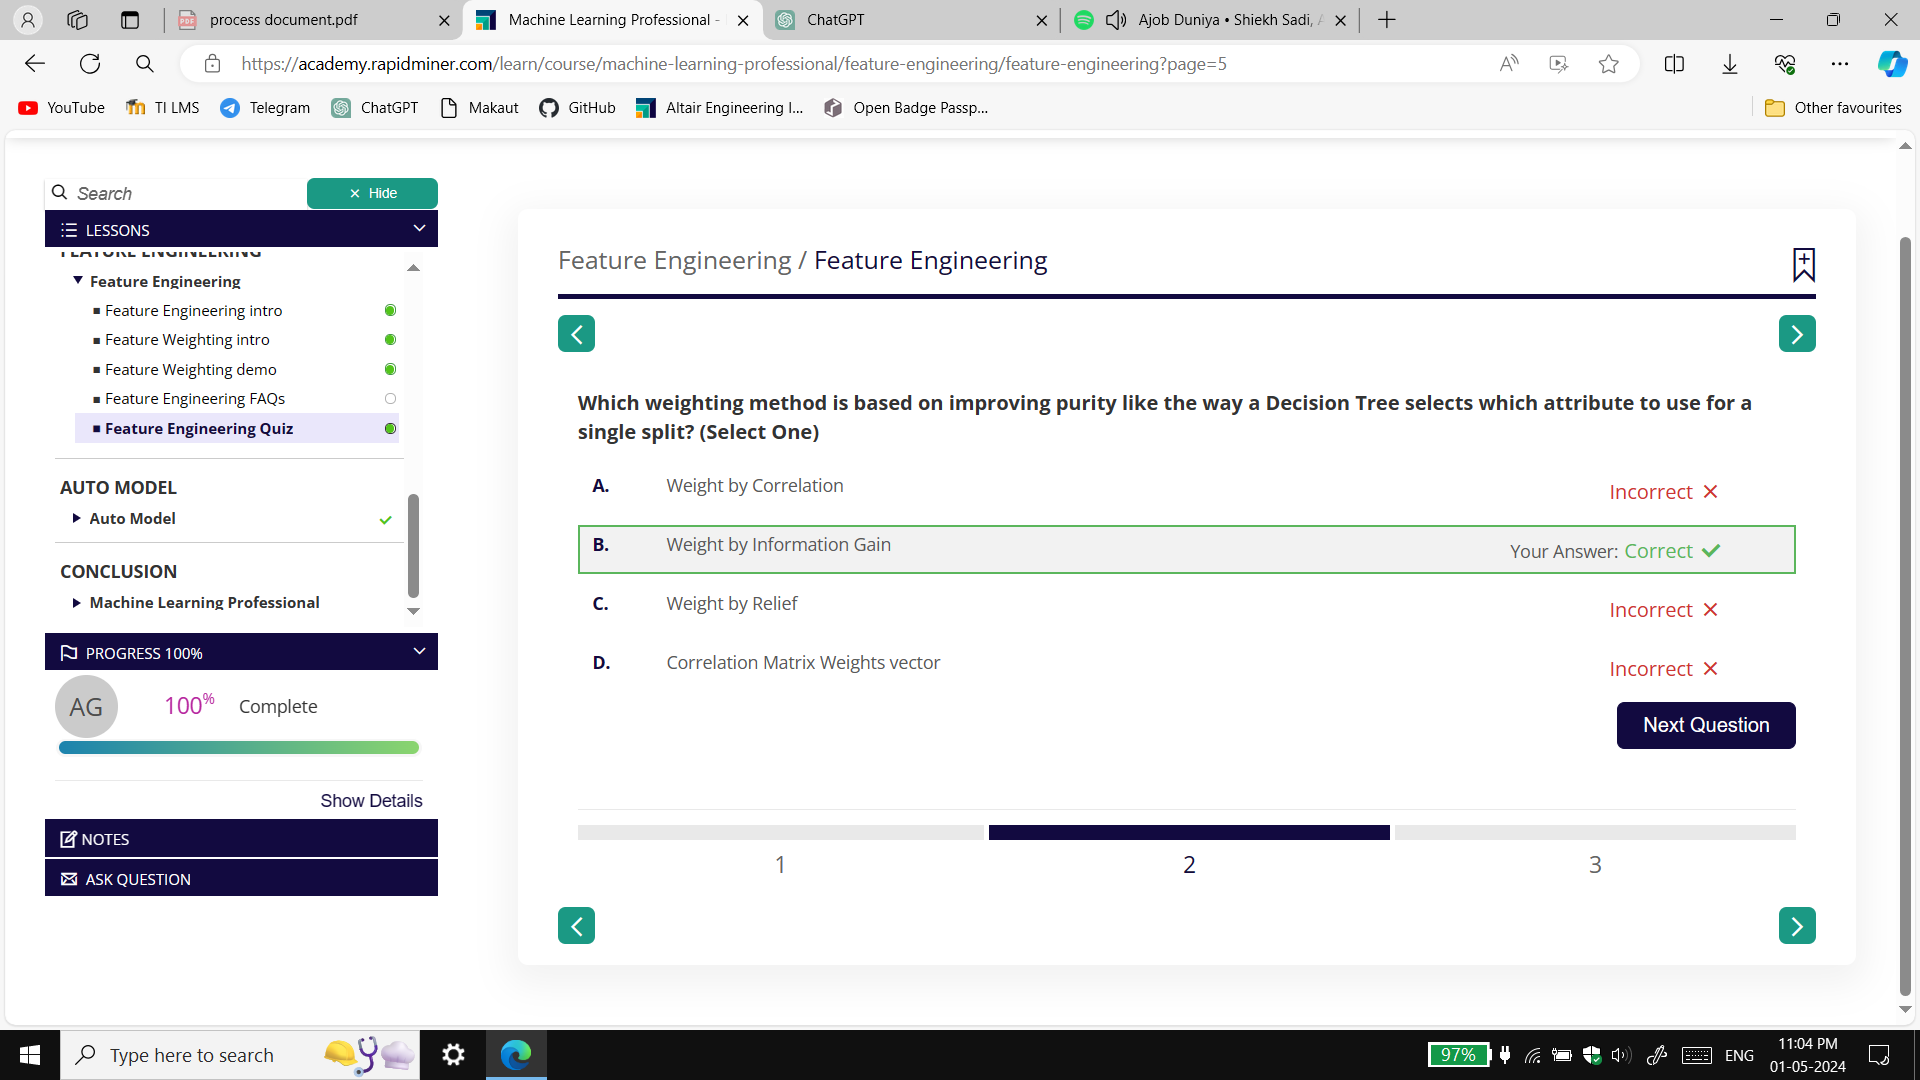 process document.pdf
Machine Learning Professional -
ChatGPT
Ajob Duniya • Shiekh Sadi,
https://academy.rapidminer.com/learn/course/machine-learning-professional/feature-engineering/feature-engineering?page=5
YouTube
TI LMS
Telegram
ChatGPT
Makaut
GitHub
Altair Engineering I...
Open Badge Passp...
Other favourites
Search
Hide
LESSONS
FEATURE ENGINEERING
Feature Engineering
Feature Engineering intro
Feature Weighting intro
Feature Weighting demo
Feature Engineering FAQs
Feature Engineering Quiz
AUTO MODEL
Auto Model
CONCLUSION
Machine Learning Professional
PROGRESS 100%
AG
100% Complete
Show Details
NOTES
ASK QUESTION
Feature Engineering / Feature Engineering
Which weighting method is based on improving purity like the way a Decision Tree selects which attribute to use for a
single split? (Select One)
A. Weight by Correlation Incorrect
B. Weight by Information Gain Your Answer: Correct
C. Weight by Relief Incorrect
D. Correlation Matrix Weights vector Incorrect
Next Question
1 2 3
Type here to search
97%
ENG
11:04 PM
01-05-2024